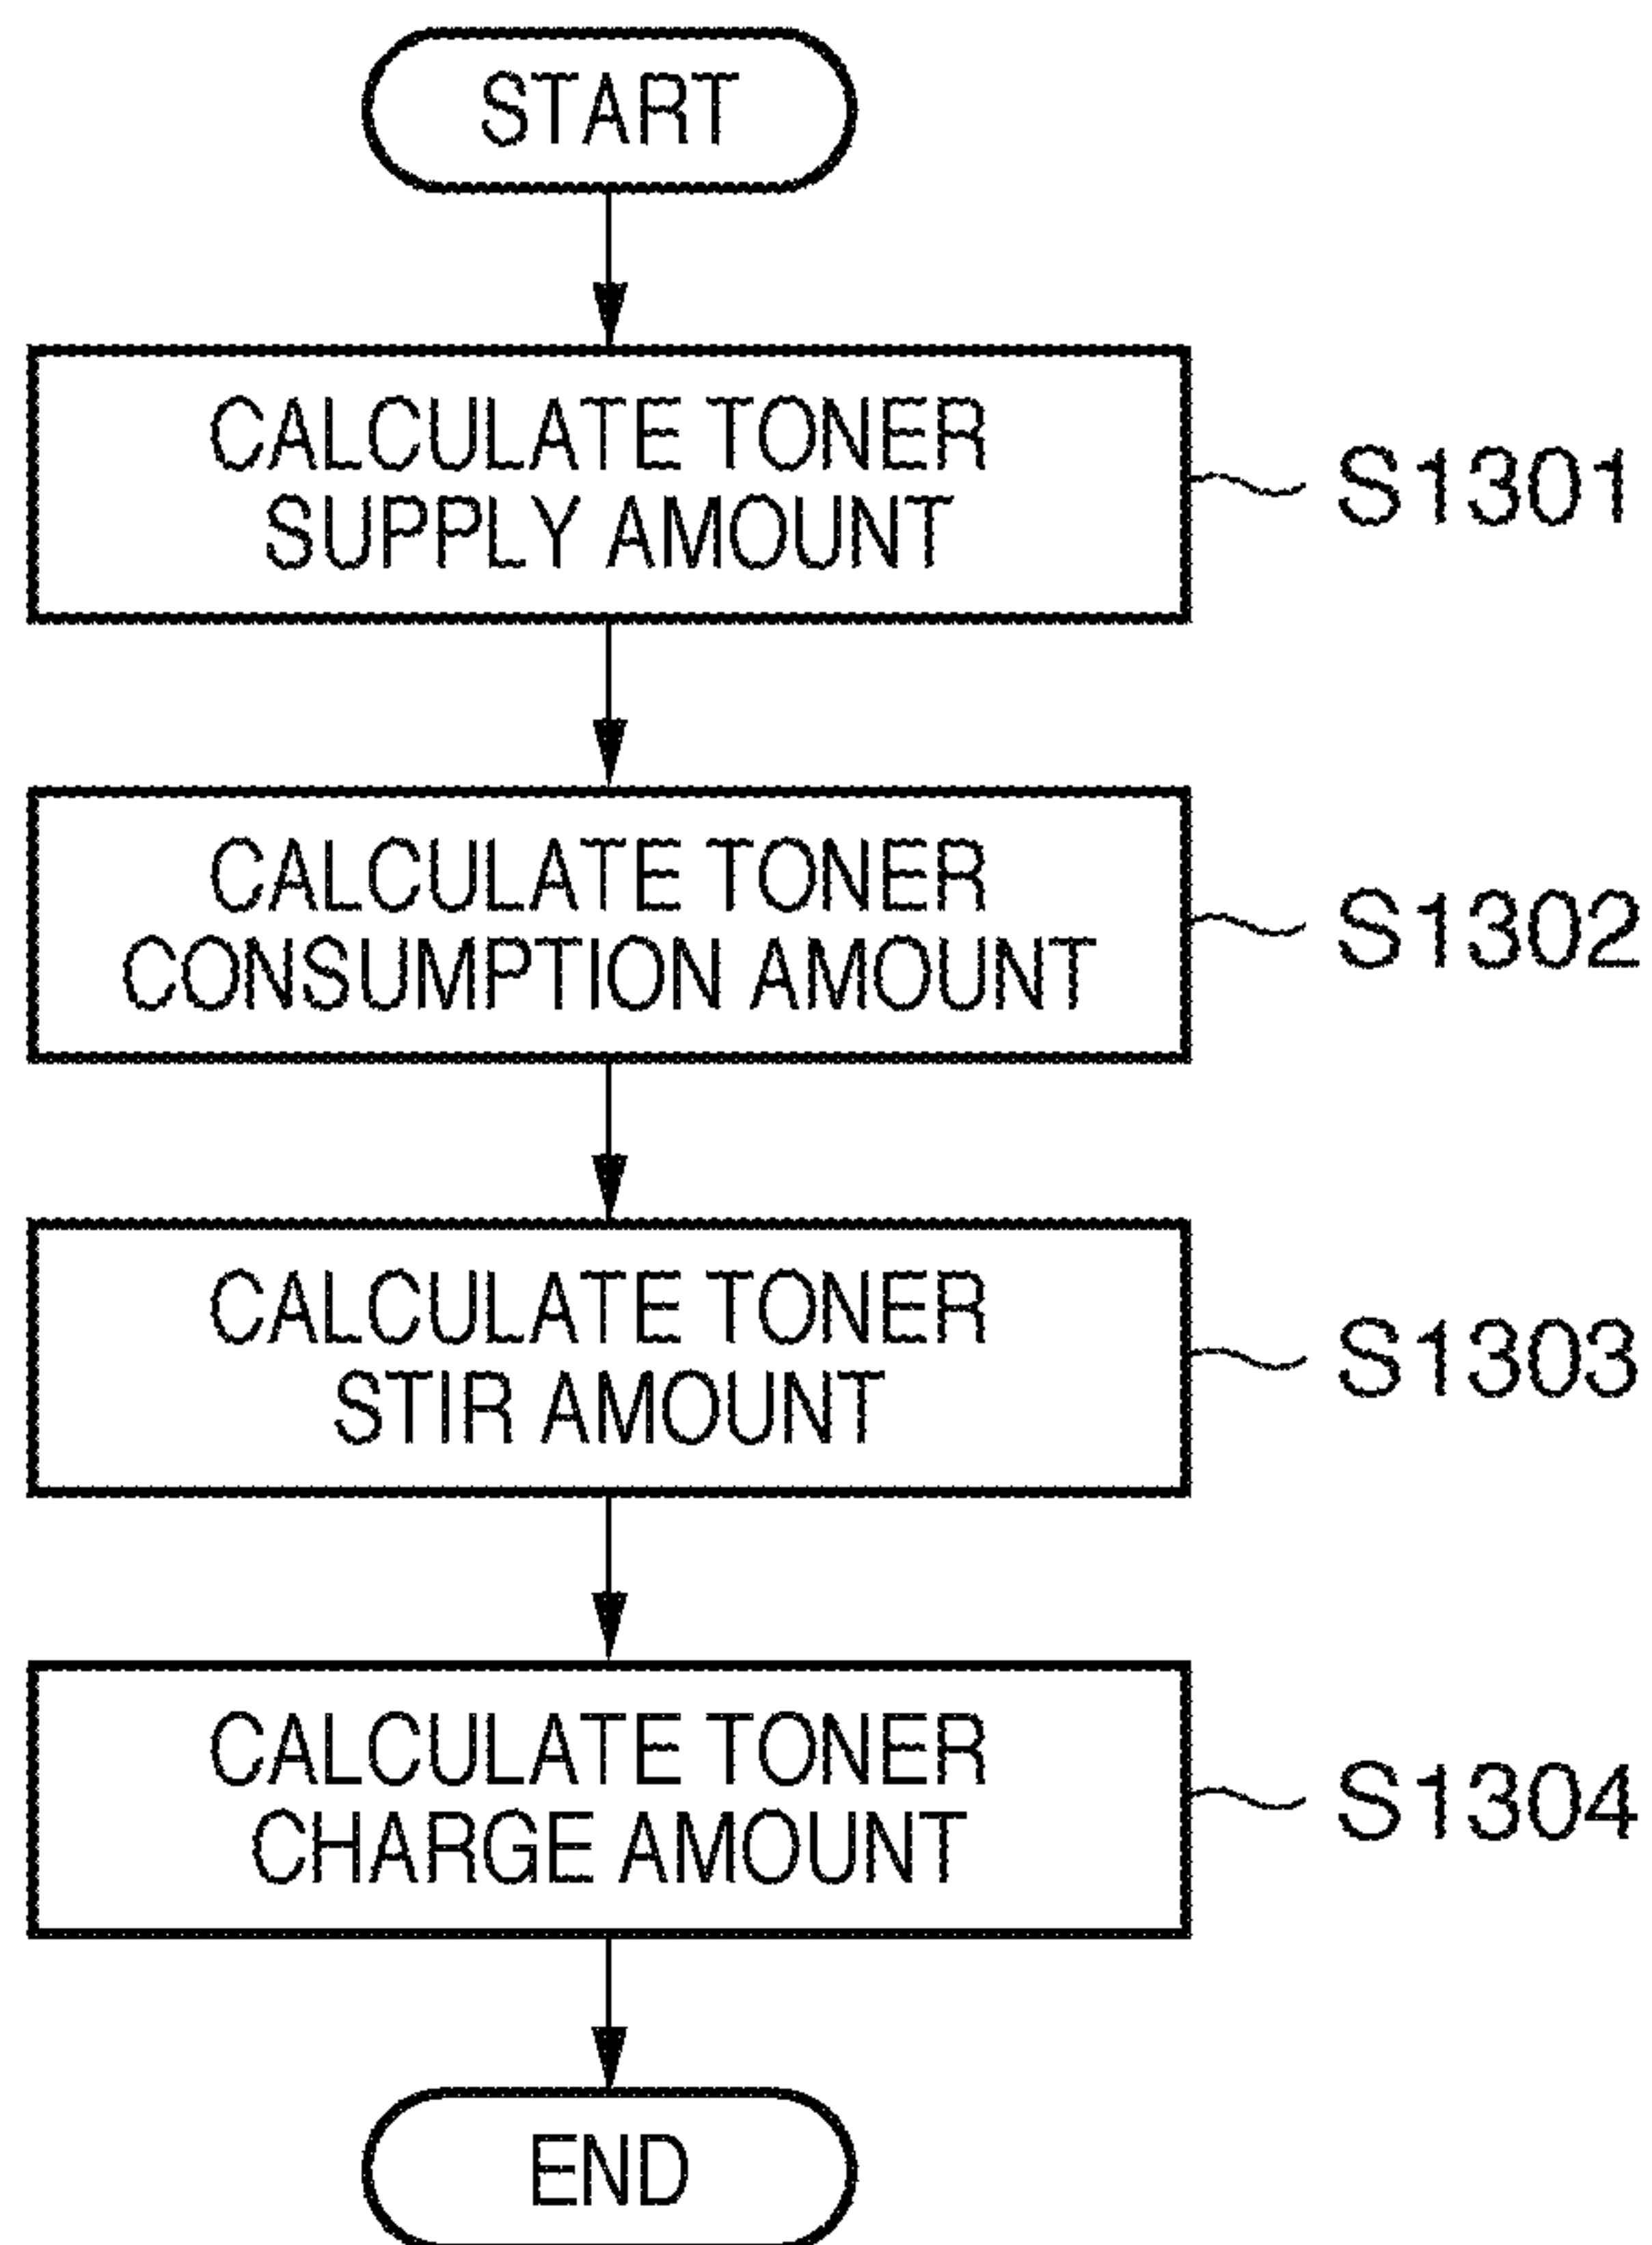 START
CALCULATE TONER
SUPPLY AMOUNT
S1301
CALCULATE TONER
CONSUMPTION AMOUNT
S1302
CALCULATE TONER
STIR AMOUNT
S1303
CALCULATE TONER
CHARGE AMOUNT
S1304
END